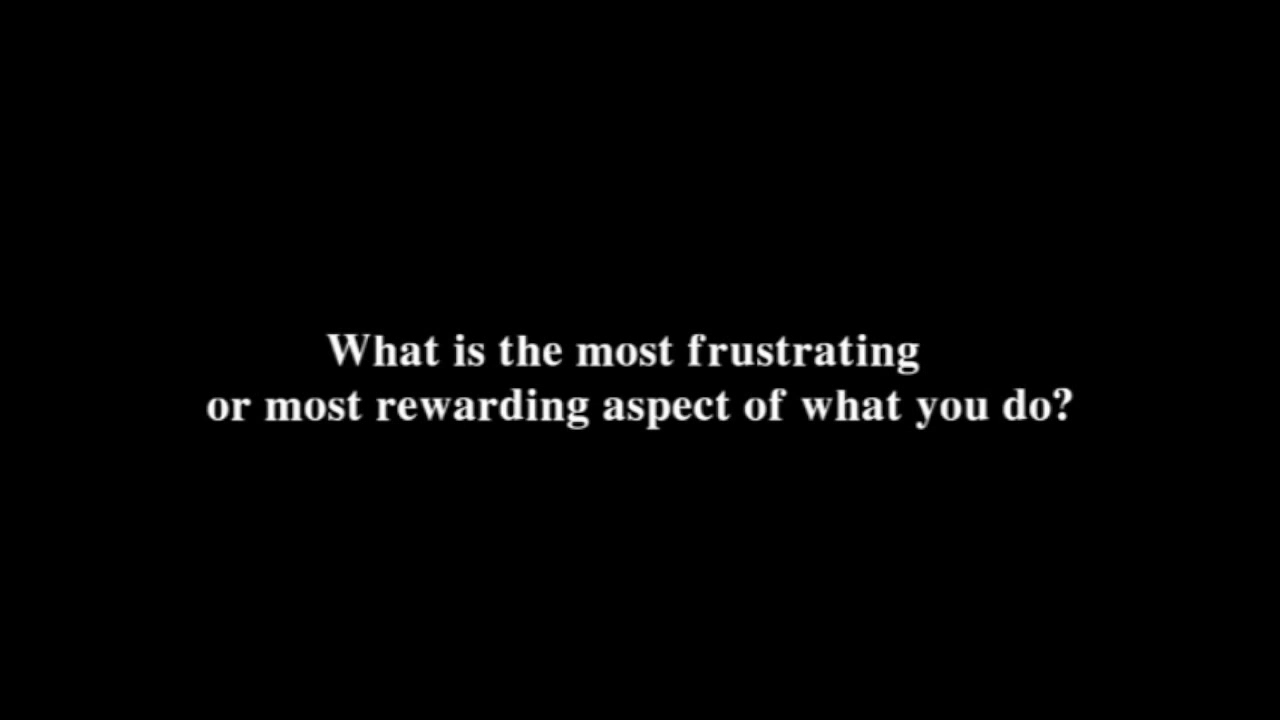 What is the most frustrating
or most rewarding aspect of what you do?